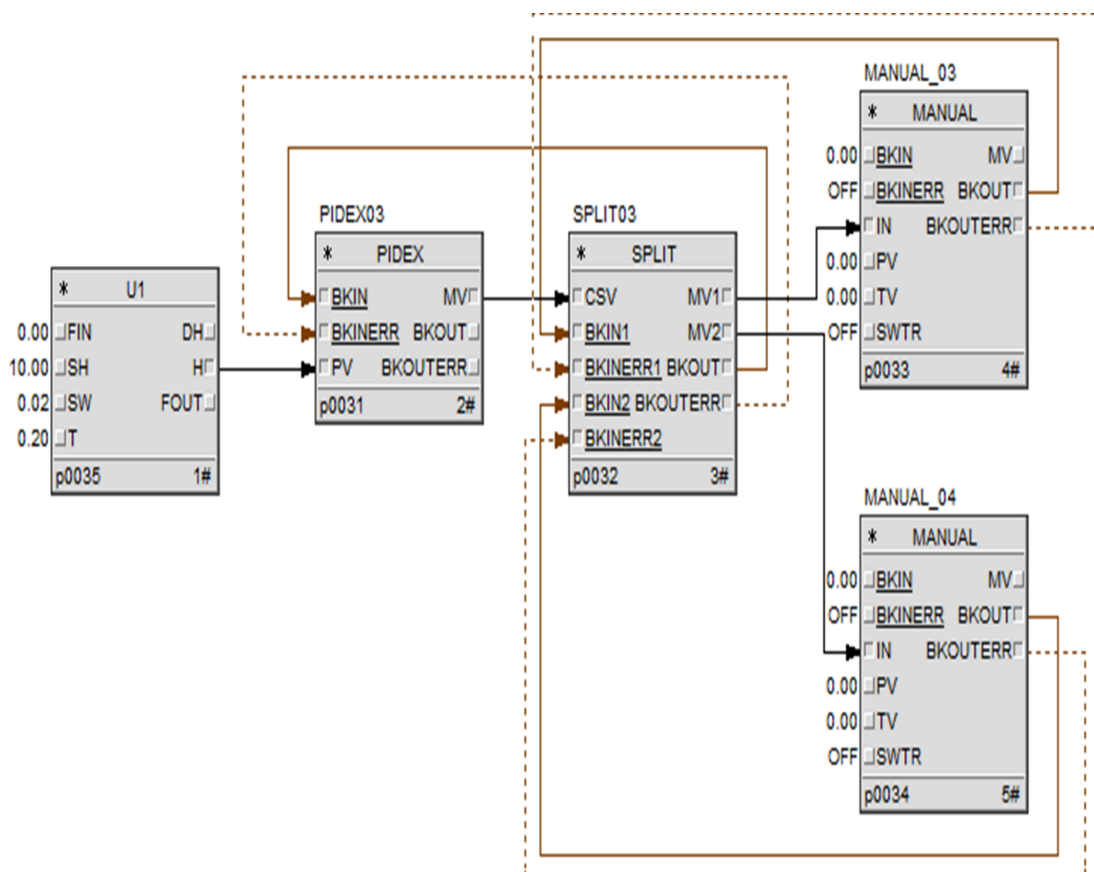 U1
*
0.00 FIN DH
10.00 SH H
0.02 SW FOUT
0.20 T
p0035 1#
PIDEX03
* PIDEX
BKIN MV
BKINERR BKOUT
PV BKOUTERR
p0031 2#
SPLIT03
* SPLIT
CSV MV1
BKIN1 MV2
BKINERR1 BKOUT
BKIN2 BKOUTERR
BKINERR2
p0032 3#
MANUAL_03
* MANUAL
0.00 BKIN MV
OFF BKINERR BKOUT
IN BKOUTERR
0.00 PV
0.00 TV
OFF SWTR
p0033 4#
MANUAL_04
* MANUAL
0.00 BKIN MV
OFF BKINERR BKOUT
IN BKOUTERR
0.00 PV
0.00 TV
OFF SWTR
p0034 5#